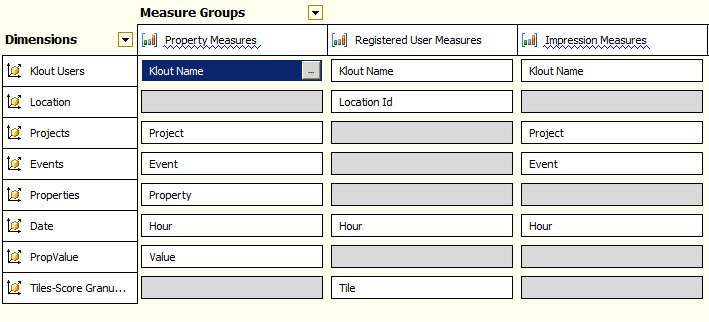 Measure Groups
Dimensions Property Measures Registered User Measures Impression Measures
Klout Users Klout Name ... Klout Name Klout Name
Location Location Id
Projects Project Project
Events Event Event
Properties Property
Date Hour Hour Hour
PropValue Value
Tiles-Score Granu... Tile